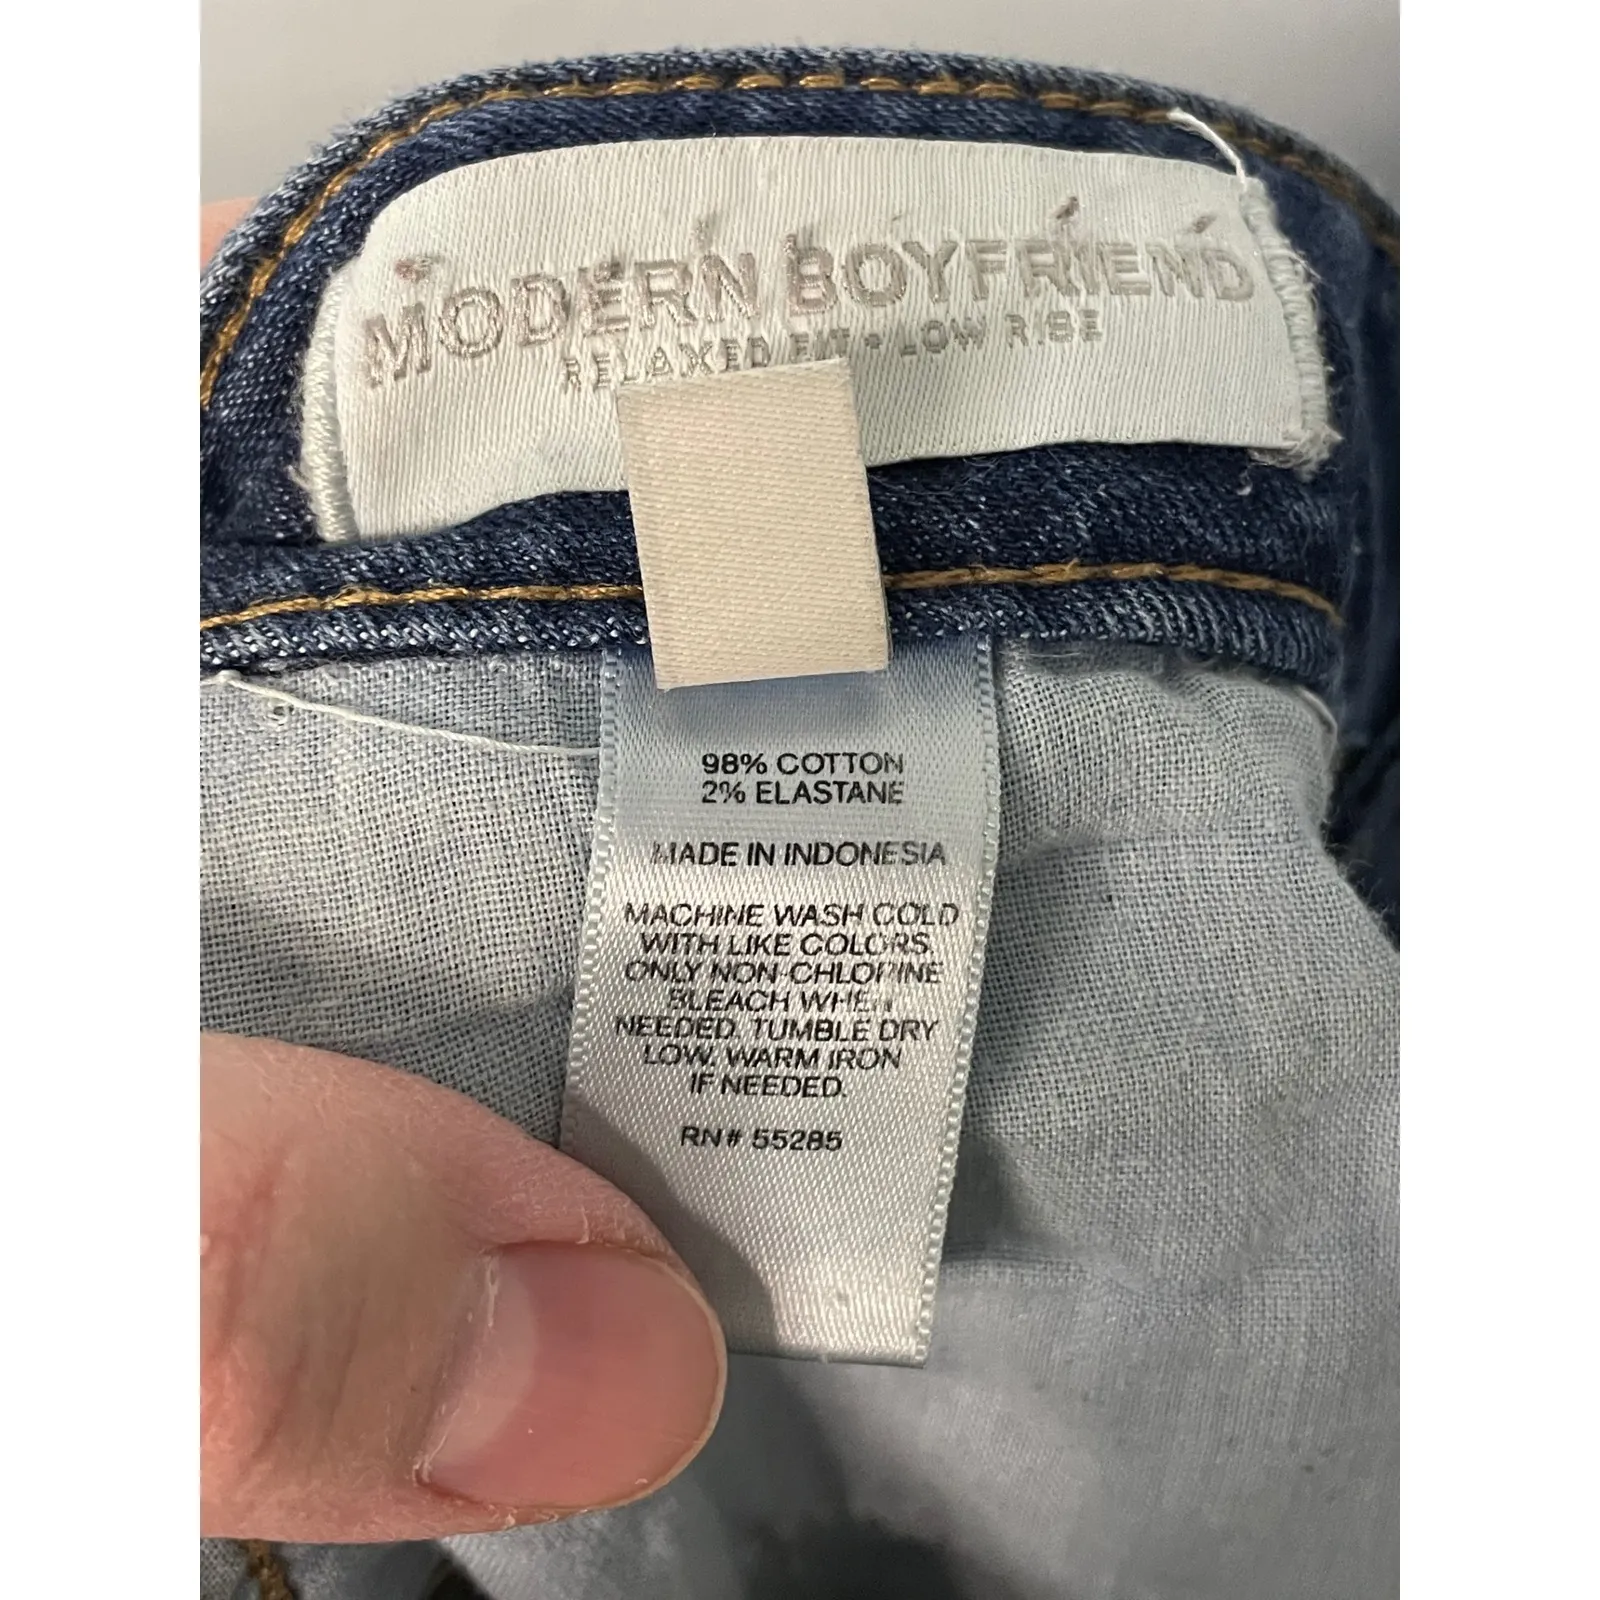 MODERN BOYFRIEND
RELAXED FIT • LOW RISE
98% COTTON
2% ELASTANE
MADE IN INDONESIA
MACHINE WASH COLD
WITH LIKE COLORS.
ONLY NON-CHLORINE
BLEACH WHEN
NEEDED. TUMBLE DRY
LOW. WARM IRON
IF NEEDED.
RN# 55285